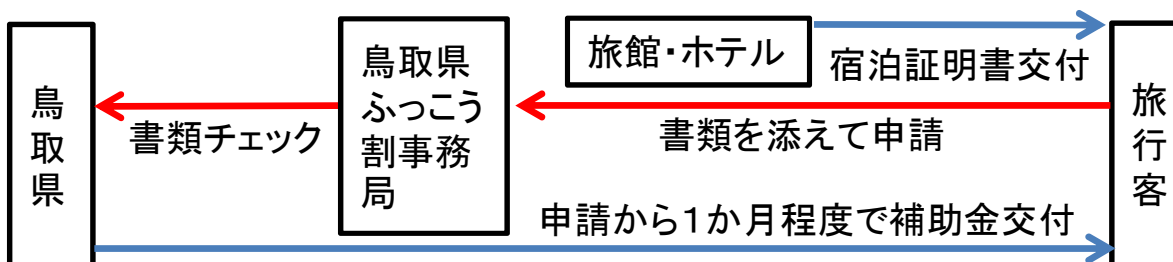 鳥取県
書類チェック
鳥取県
ふっこう
割事務
局
旅館・ホテル
宿泊証明書交付
書類を添えて申請
申請から1か月程度で補助金交付
旅行客